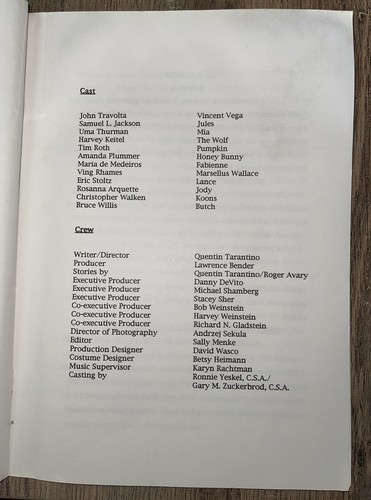 Cast
John Travolta Vincent Vega
Samuel L. Jackson Jules
Uma Thurman Mia
Harvey Keitel The Wolf
Tim Roth Pumpkin
Amanda Plummer Honey Bunny
Maria de Medeiros Fabienne
Ving Rhames Marsellus Wallace
Eric Stoltz Lance
Rosanna Arquette Jody
Christopher Walken Koons
Bruce Willis Butch
Crew
Writer/Director Quentin Tarantino
Producer Lawrence Bender
Stories by Quentin Tarantino/Roger Avary
Executive Producer Danny DeVito
Executive Producer Michael Shamberg
Executive Producer Stacey Sher
Co-executive Producer Bob Weinstein
Co-executive Producer Harvey Weinstein
Co-executive Producer Richard N. Gladstein
Director of Photography Andrzej Sekula
Editor Sally Menke
Production Designer David Wasco
Costume Designer Betsy Heimann
Music Supervisor Karyn Rachtman
Casting by Ronnie Yeskel, C.S.A./
Gary M. Zuckerbrod, C.S.A.